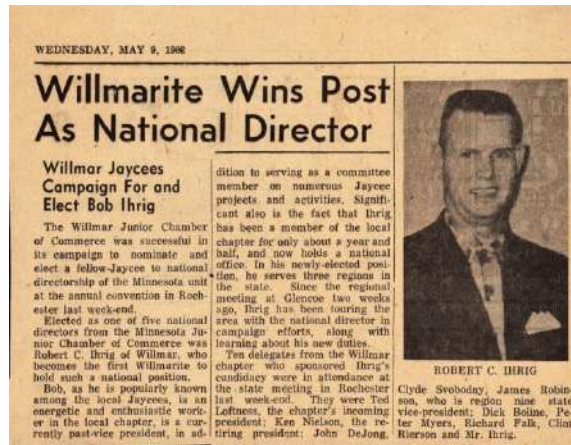 WEDNESDAY, MAY 9, 1962
Willmarite Wins Post
As National Director
Willmar Jaycees
Campaign For and
Elect Bob Ihrig
The Willmar Junior Chamber
of Commerce was successful in
its campaign to nominate and
elect a fellow-Jaycee to national
directorship of the Minnesota unit
at the annual convention in Roch-
ester last week-end.
Elected as one of five national
directors from the Minnesota Ju-
nior Chamber of Commerce was
Robert C. Ihrig of Willmar, who
becomes the first Willmarite to
hold such a national position.
Bob, as he is popularly known
among the local Jaycees, is an
energetic and enthusiastic work-
er in the local chapter, is a cur-
rently past-vice president, in ad-
dition to serving as a committee
member on numerous Jaycee
projects and activities. Signifi-
cant also is the fact that Ihrig
has been a member of the local
chapter for only about a year and
half, and now holds a national
office. In his newly-elected posi-
tion, he serves three regions in
the state. Since the regional
meeting at Glencoe two weeks
ago, Ihrig has been touring the
area with the national director in
campaign efforts, along with
learning about his new duties.
Ten delegates from the Willmar
chapter who sponsored Ihrig's
candidacy were in attendance at
the state meeting in Rochester
last week-end. They were Ted
Loftness, the chapter's incoming
president; Ken Nielson, the re-
tiring president; John DeJong,
ROBERT C. IHRIG
Clyde Svobodny, James Robin-
son, who is region nine state
vice-president; Dick Boline, Pe-
ter Myers, Richard Falk, Clint
Bierson and Mr. Ihrig.